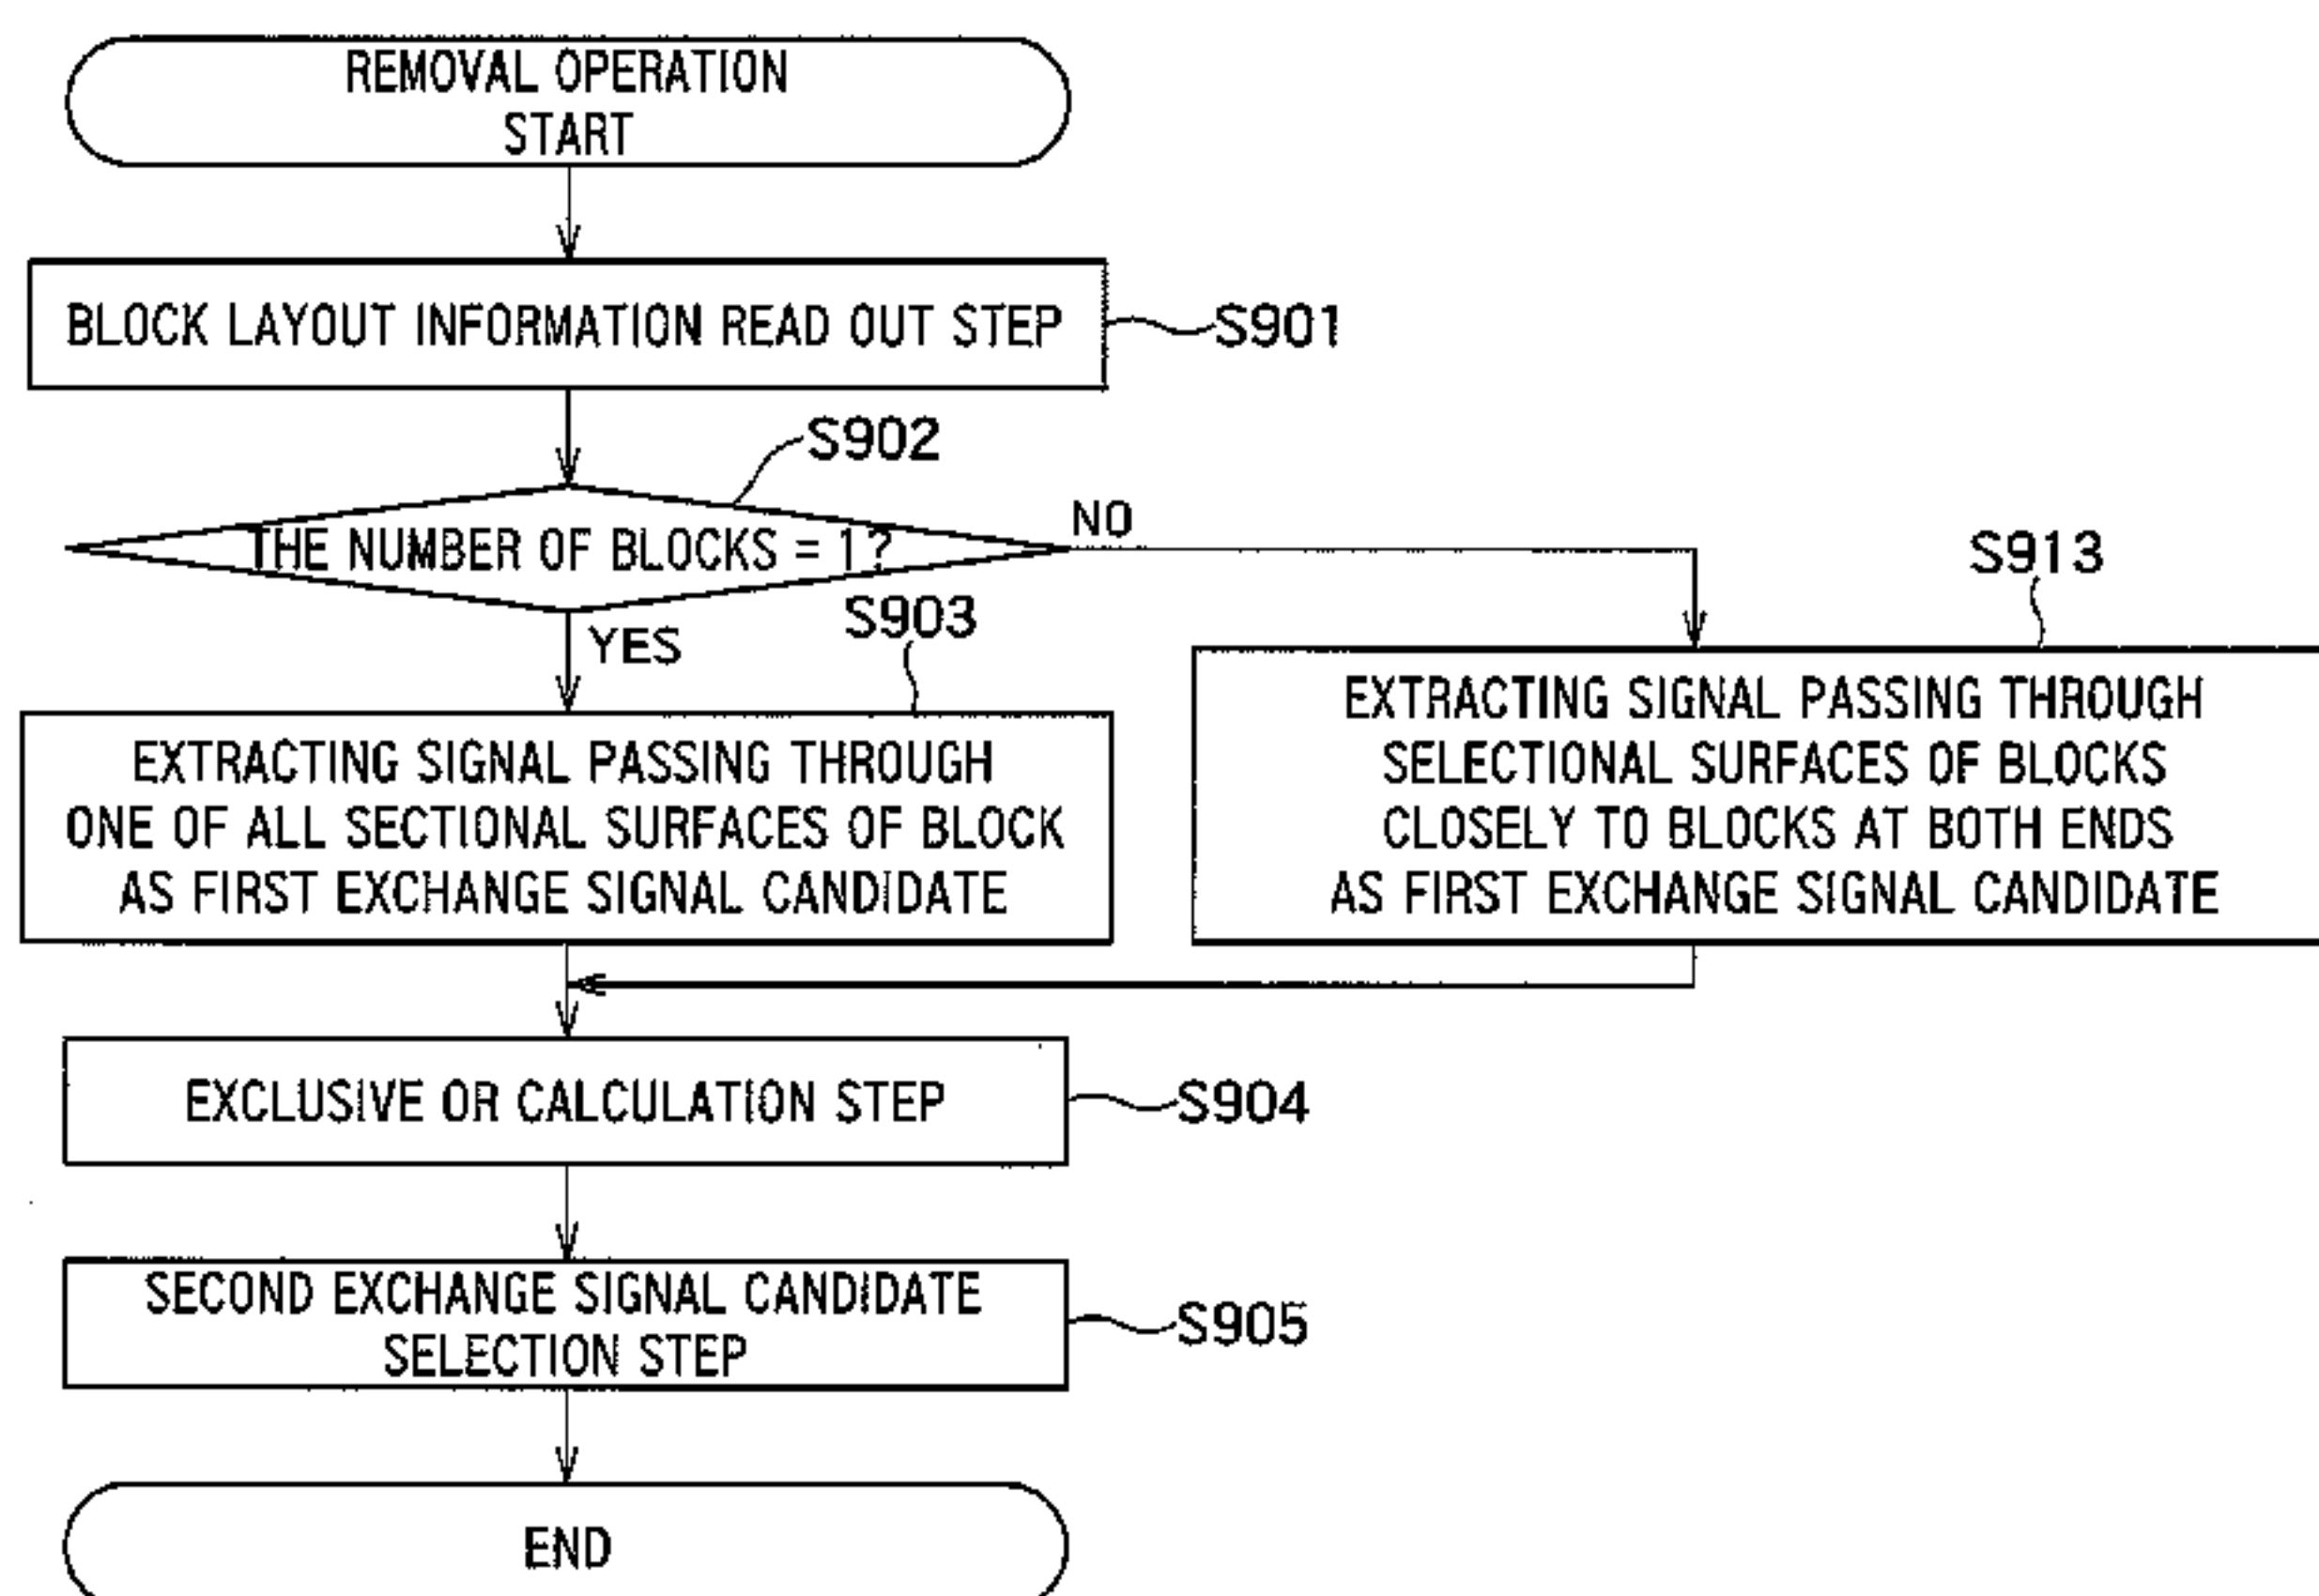 REMOVAL OPERATION
START
BLOCK LAYOUT INFORMATION READ OUT STEP
S901
S902
THE NUMBER OF BLOCKS = 1?
NO
YES
S903
S913
EXTRACTING SIGNAL PASSING THROUGH
ONE OF ALL SECTIONAL SURFACES OF BLOCK
AS FIRST EXCHANGE SIGNAL CANDIDATE
EXTRACTING SIGNAL PASSING THROUGH
SELECTIONAL SURFACES OF BLOCKS
CLOSELY TO BLOCKS AT BOTH ENDS
AS FIRST EXCHANGE SIGNAL CANDIDATE
EXCLUSIVE OR CALCULATION STEP
S904
SECOND EXCHANGE SIGNAL CANDIDATE
SELECTION STEP
S905
END